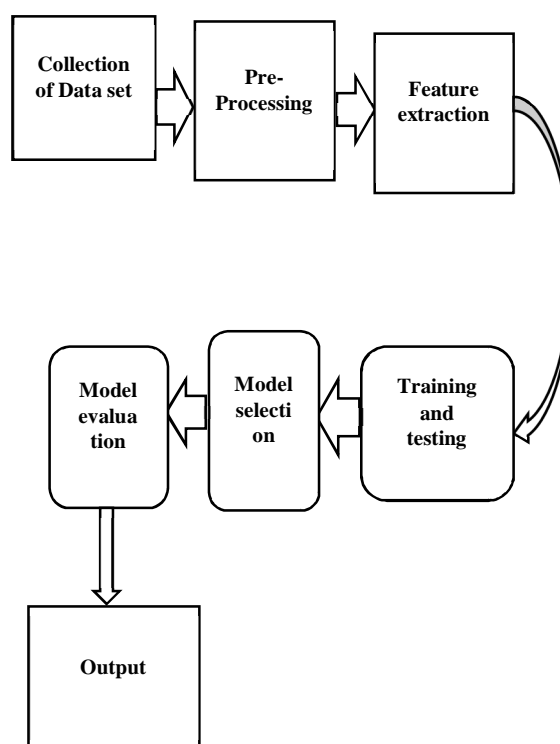 Collection
of Data set
Pre-
Processing
Feature
extraction
Training
and
testing
Model
selecti
on
Model
evalua
tion
Output